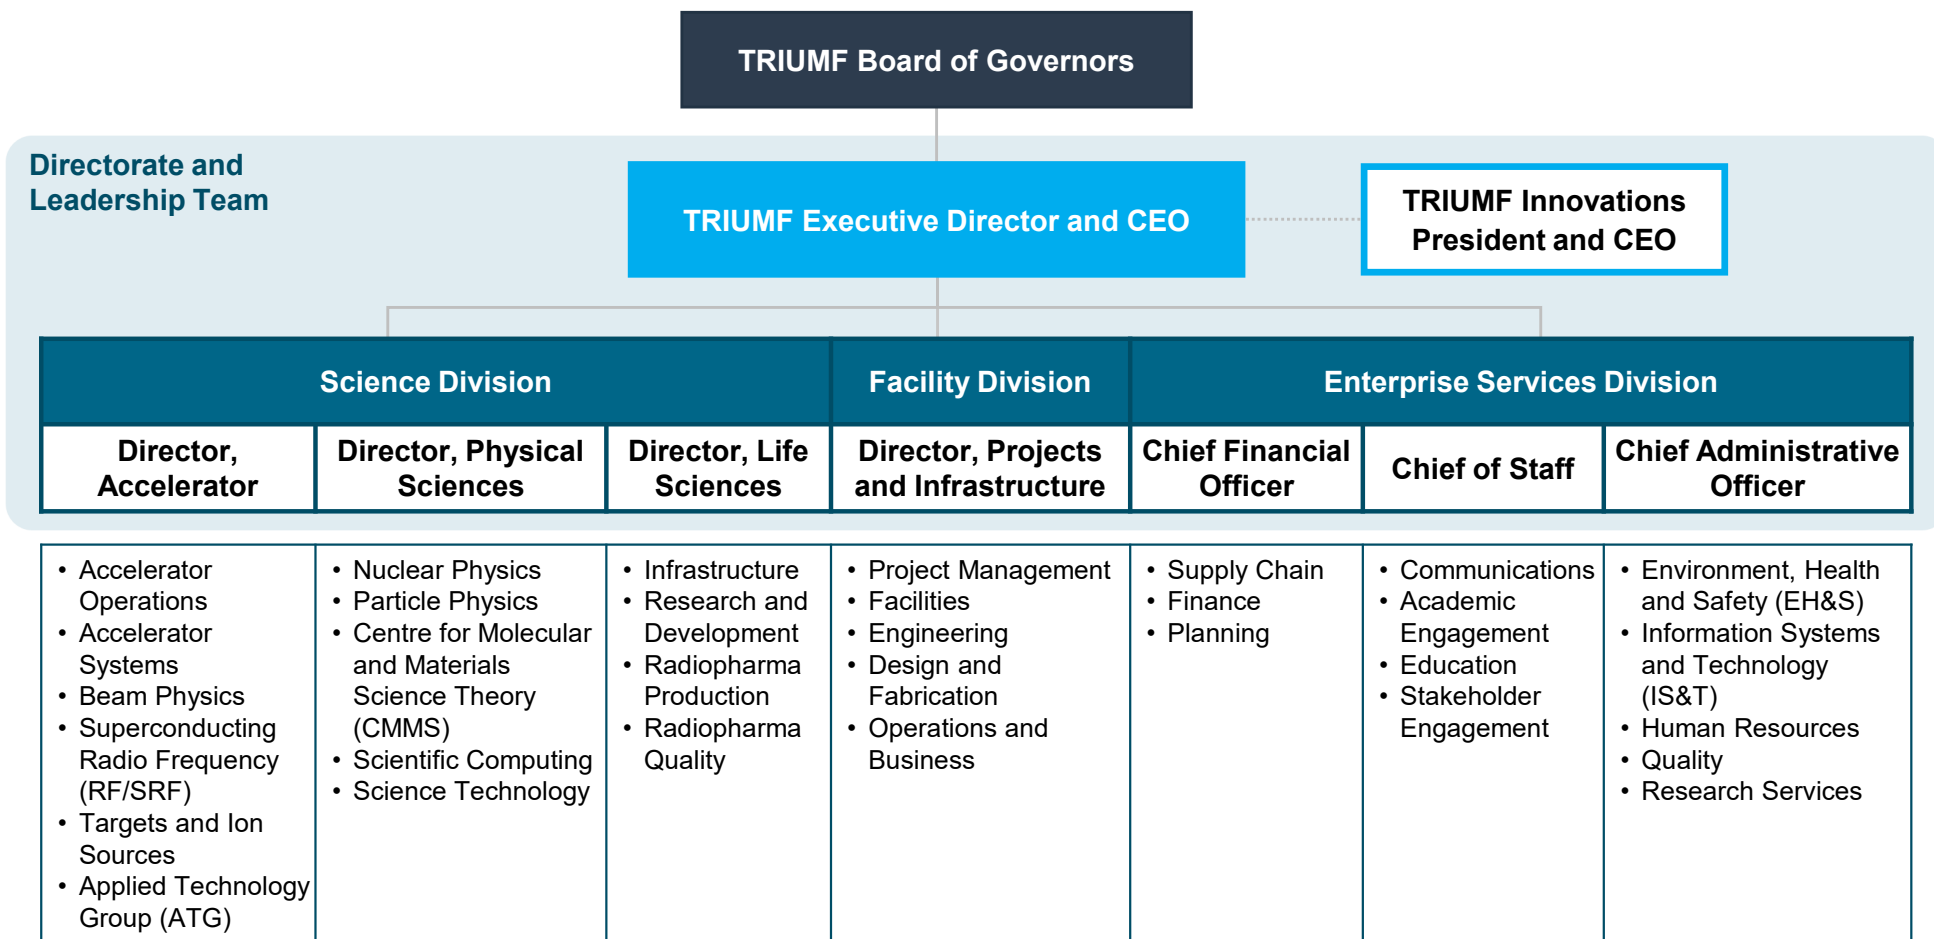 TRIUMF Board of Governors
Directorate and
Leadership Team
TRIUMF Executive Director and CEO
TRIUMF Innovations
President and CEO
Science Division
Facility Division
Enterprise Services Division
Director,
Accelerator
Director, Physical
Sciences
Director, Life
Sciences
Director, Projects
and Infrastructure
Chief Financial
Officer
Chief of Staff
Chief Administrative
Officer
• Accelerator
Operations
• Accelerator
Systems
• Beam Physics
• Superconducting
Radio Frequency
(RF/SRF)
• Targets and Ion
Sources
• Applied Technology
Group (ATG)
• Nuclear Physics
• Particle Physics
• Centre for Molecular
and Materials
Science Theory
(CMMS)
• Scientific Computing
• Science Technology
• Infrastructure
• Research and
Development
• Radiopharma
Production
• Radiopharma
Quality
• Project Management
• Facilities
• Engineering
• Design and
Fabrication
• Operations and
Business
• Supply Chain
• Finance
• Planning
• Communications
• Academic
Engagement
• Education
• Stakeholder
Engagement
• Environment, Health
and Safety (EH&S)
• Information Systems
and Technology
(IS&T)
• Human Resources
• Quality
• Research Services